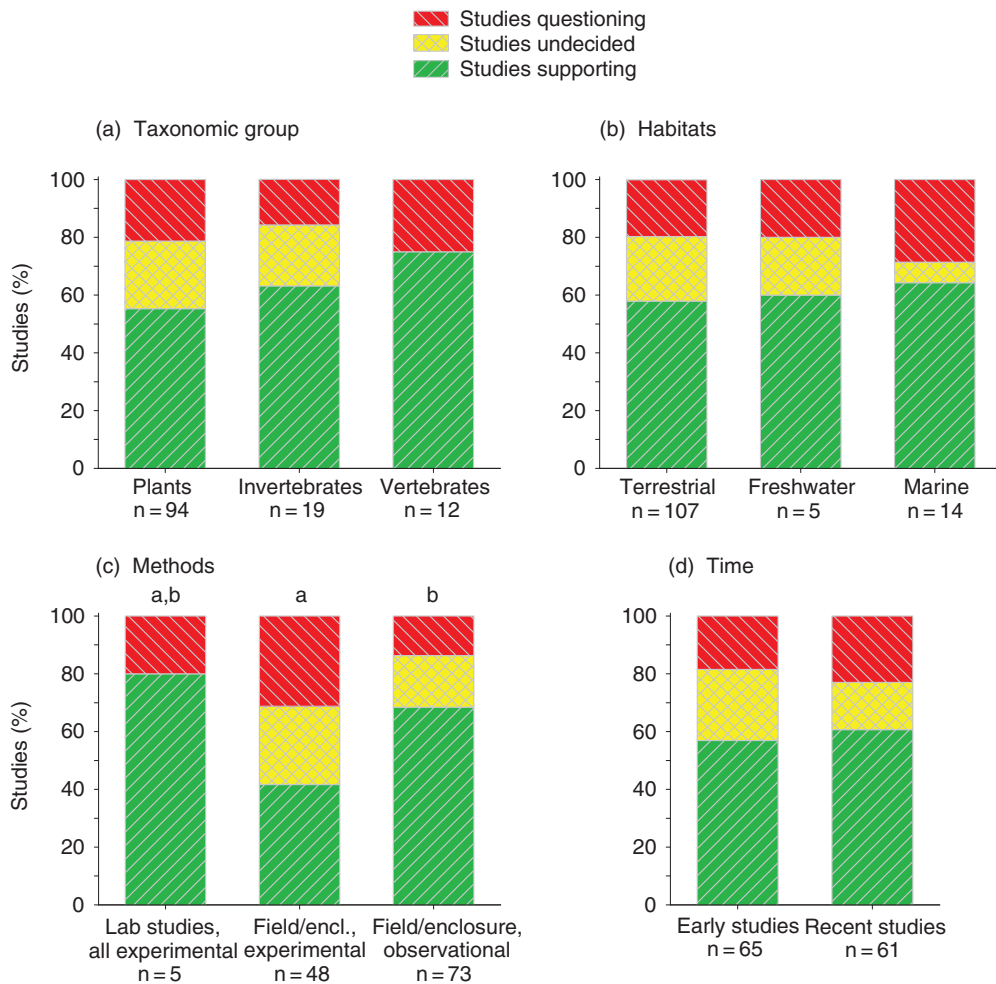 Studies questioning
Studies undecided
Studies supporting
(a) Taxonomic group
100
80
60
40
20
0
Studies (%)
Plants
n = 94
Invertebrates
n = 19
Vertebrates
n = 12
(b) Habitats
100
80
60
40
20
0
Terrestrial
n = 107
Freshwater
n = 5
Marine
n = 14
(c) Methods
a,b
a
b
100
80
60
40
20
0
Studies (%)
Lab studies,
all experimental
n = 5
Field/encl.,
experimental
n = 48
Field/enclosure,
observational
n = 73
(d) Time
100
80
60
40
20
0
Early studies
n = 65
Recent studies
n = 61